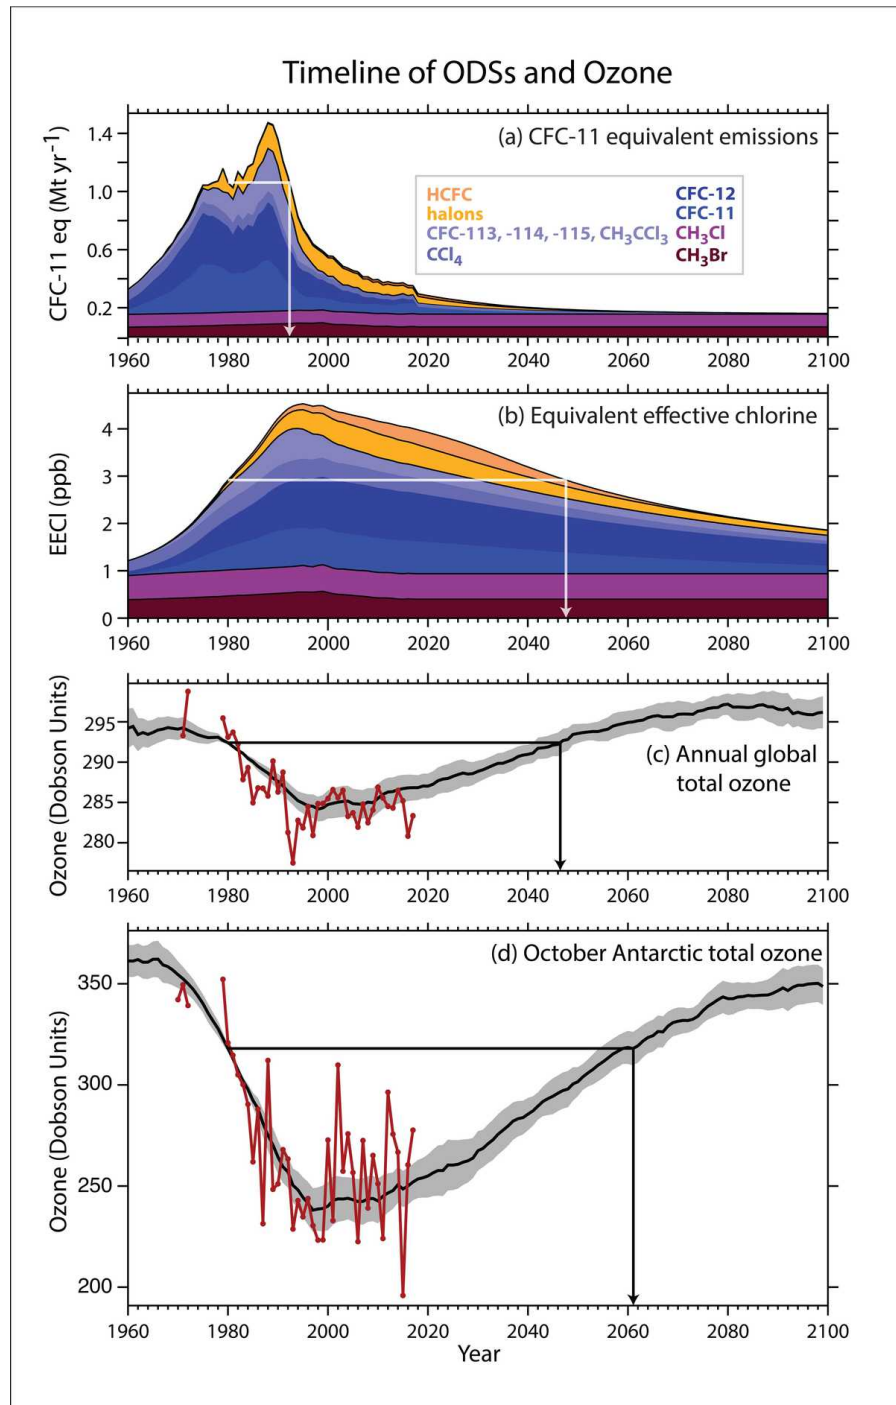 Timeline of ODSs and Ozone
CFC-11 eq (Mt yr⁻¹)
1.4
1.0
0.6
0.2
(a) CFC-11 equivalent emissions
HCFC
halons
CFC-113, -114, -115, CH₃CCl₃
CCl₄
CFC-12
CFC-11
CH₃Cl
CH₃Br
1960 1980 2000 2020 2040 2060 2080 2100
EECl (ppb)
4
3
2
1
0
(b) Equivalent effective chlorine
1960 1980 2000 2020 2040 2060 2080 2100
Ozone (Dobson Units)
295
290
285
280
(c) Annual global
total ozone
1960 1980 2000 2020 2040 2060 2080 2100
Ozone (Dobson Units)
350
300
250
200
(d) October Antarctic total ozone
1960 1980 2000 2020 2040 2060 2080 2100
Year